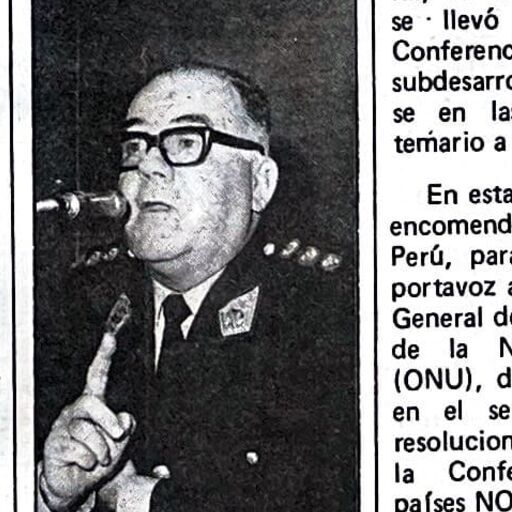 se llevó
Conferenc
subdesarro
se en las
temario a
En esta
encomend
Perú, para
portavoz a
General de
de la N
(ONU), d
en el se
resolucion
la Confe
países NO